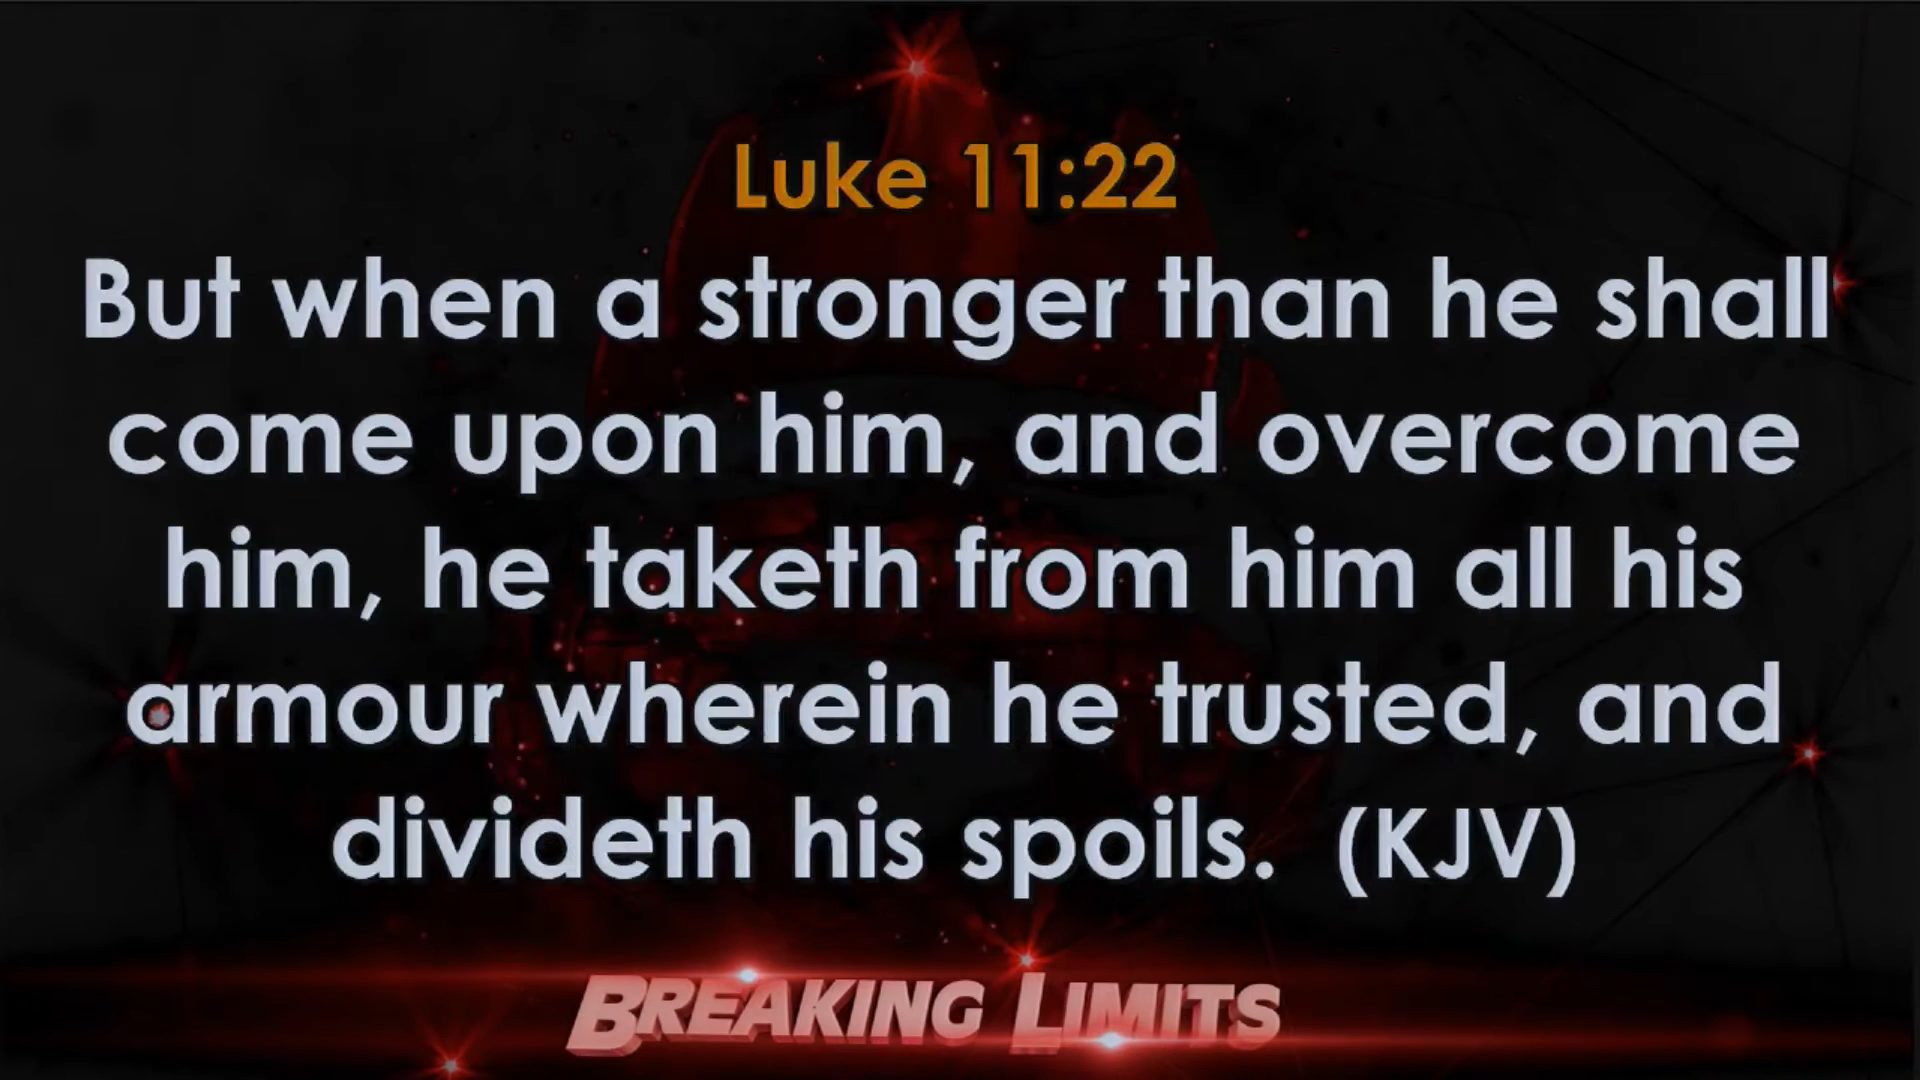 Luke 11:22
But when a stronger than he shall
come upon him, and overcome
him, he taketh from him all his
armour wherein he trusted, and
divideth his spoils. (KJV)
BREAKING LIMITS